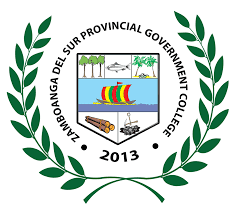 ZAMBOANGA DEL SUR PROVINCIAL GOVERNMENT COLLEGE
• 2013 •